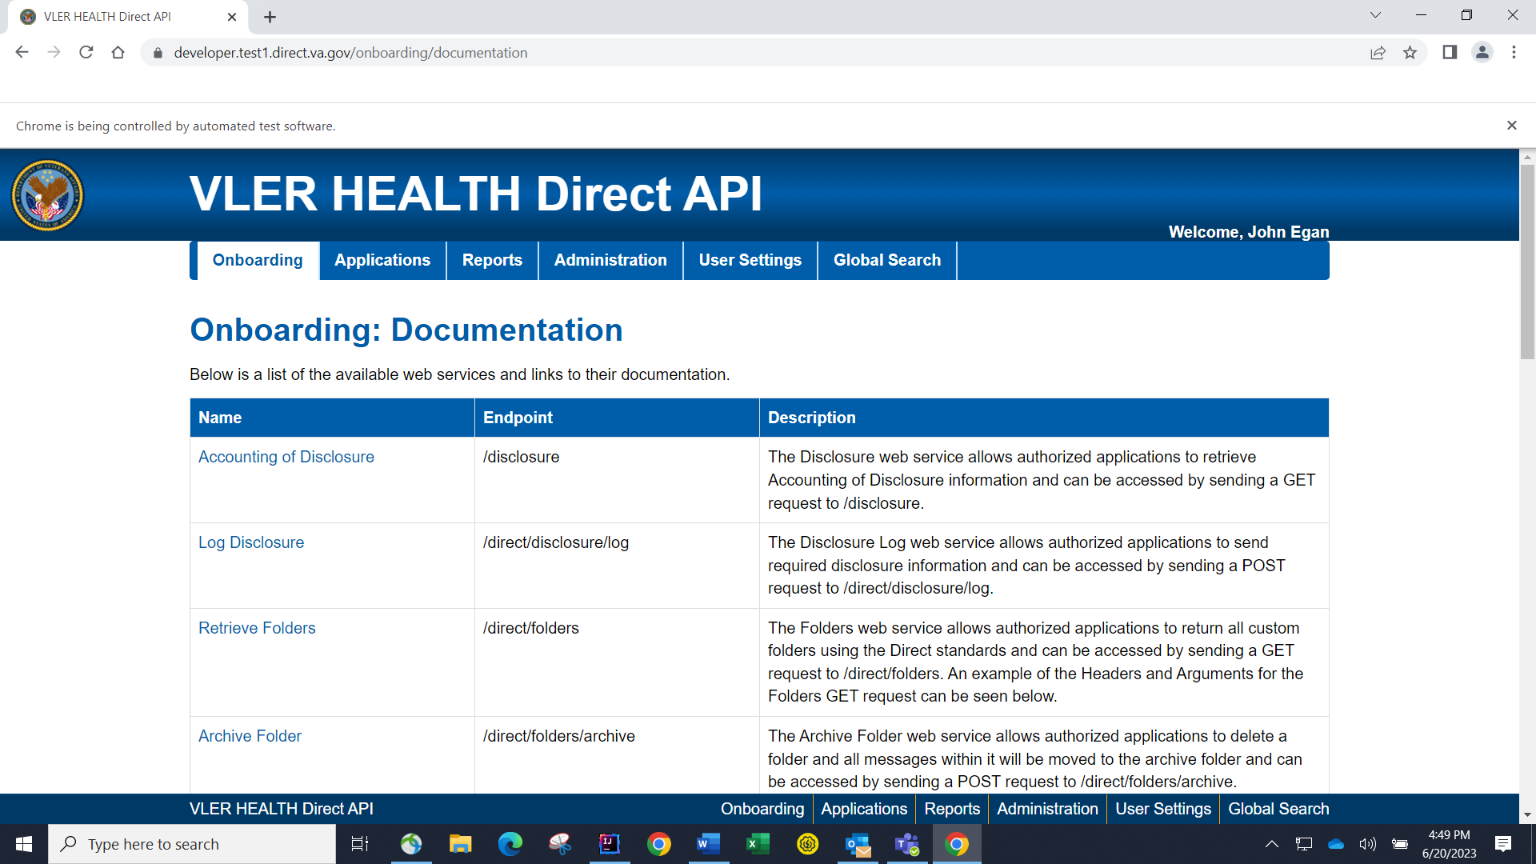 VLER HEALTH Direct API
developer.test1.direct.va.gov/onboarding/documentation
Chrome is being controlled by automated test software.
VLER HEALTH Direct API
Welcome, John Egan
Onboarding Applications Reports Administration User Settings Global Search
Onboarding: Documentation
Below is a list of the available web services and links to their documentation.
Name Endpoint Description
Accounting of Disclosure /disclosure The Disclosure web service allows authorized applications to retrieve
Accounting of Disclosure information and can be accessed by sending a GET
request to /disclosure.
Log Disclosure /direct/disclosure/log The Disclosure Log web service allows authorized applications to send
required disclosure information and can be accessed by sending a POST
request to /direct/disclosure/log.
Retrieve Folders /direct/folders The Folders web service allows authorized applications to return all custom
folders using the Direct standards and can be accessed by sending a GET
request to /direct/folders. An example of the Headers and Arguments for the
Folders GET request can be seen below.
Archive Folder /direct/folders/archive The Archive Folder web service allows authorized applications to delete a
folder and all messages within it will be moved to the archive folder and can
be accessed by sending a POST request to /direct/folders/archive.
VLER HEALTH Direct API Onboarding Applications Reports Administration User Settings Global Search
Type here to search
4:49 PM
6/20/2023